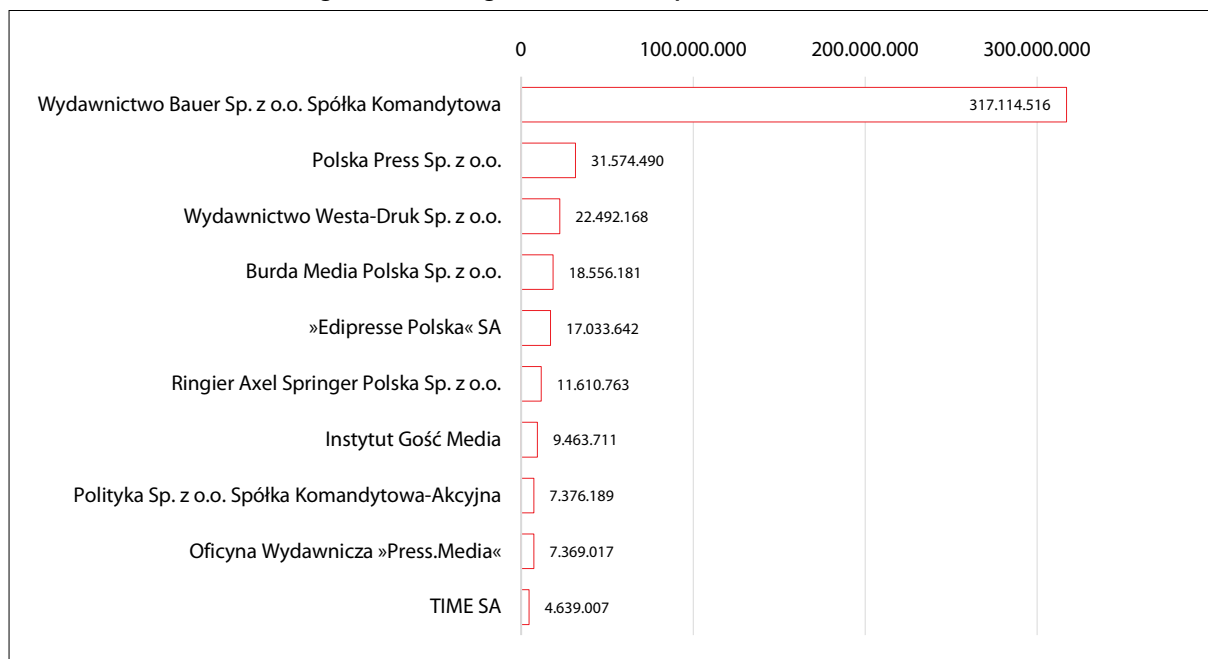 0 100.000.000 200.000.000 300.000.000
Wydawnictwo Bauer Sp. z o.o. Spółka Komandytowa 317.114.516
Polska Press Sp. z o.o. 31.574.490
Wydawnictwo Westa-Druk Sp. z o.o. 22.492.168
Burda Media Polska Sp. z o.o. 18.556.181
»Edipresse Polska« SA 17.033.642
Ringier Axel Springer Polska Sp. z o.o. 11.610.763
Instytut Gość Media 9.463.711
Polityka Sp. z o.o. Spółka Komandytowa-Akcyjna 7.376.189
Oficyna Wydawnicza »Press.Media« 7.369.017
TIME SA 4.639.007